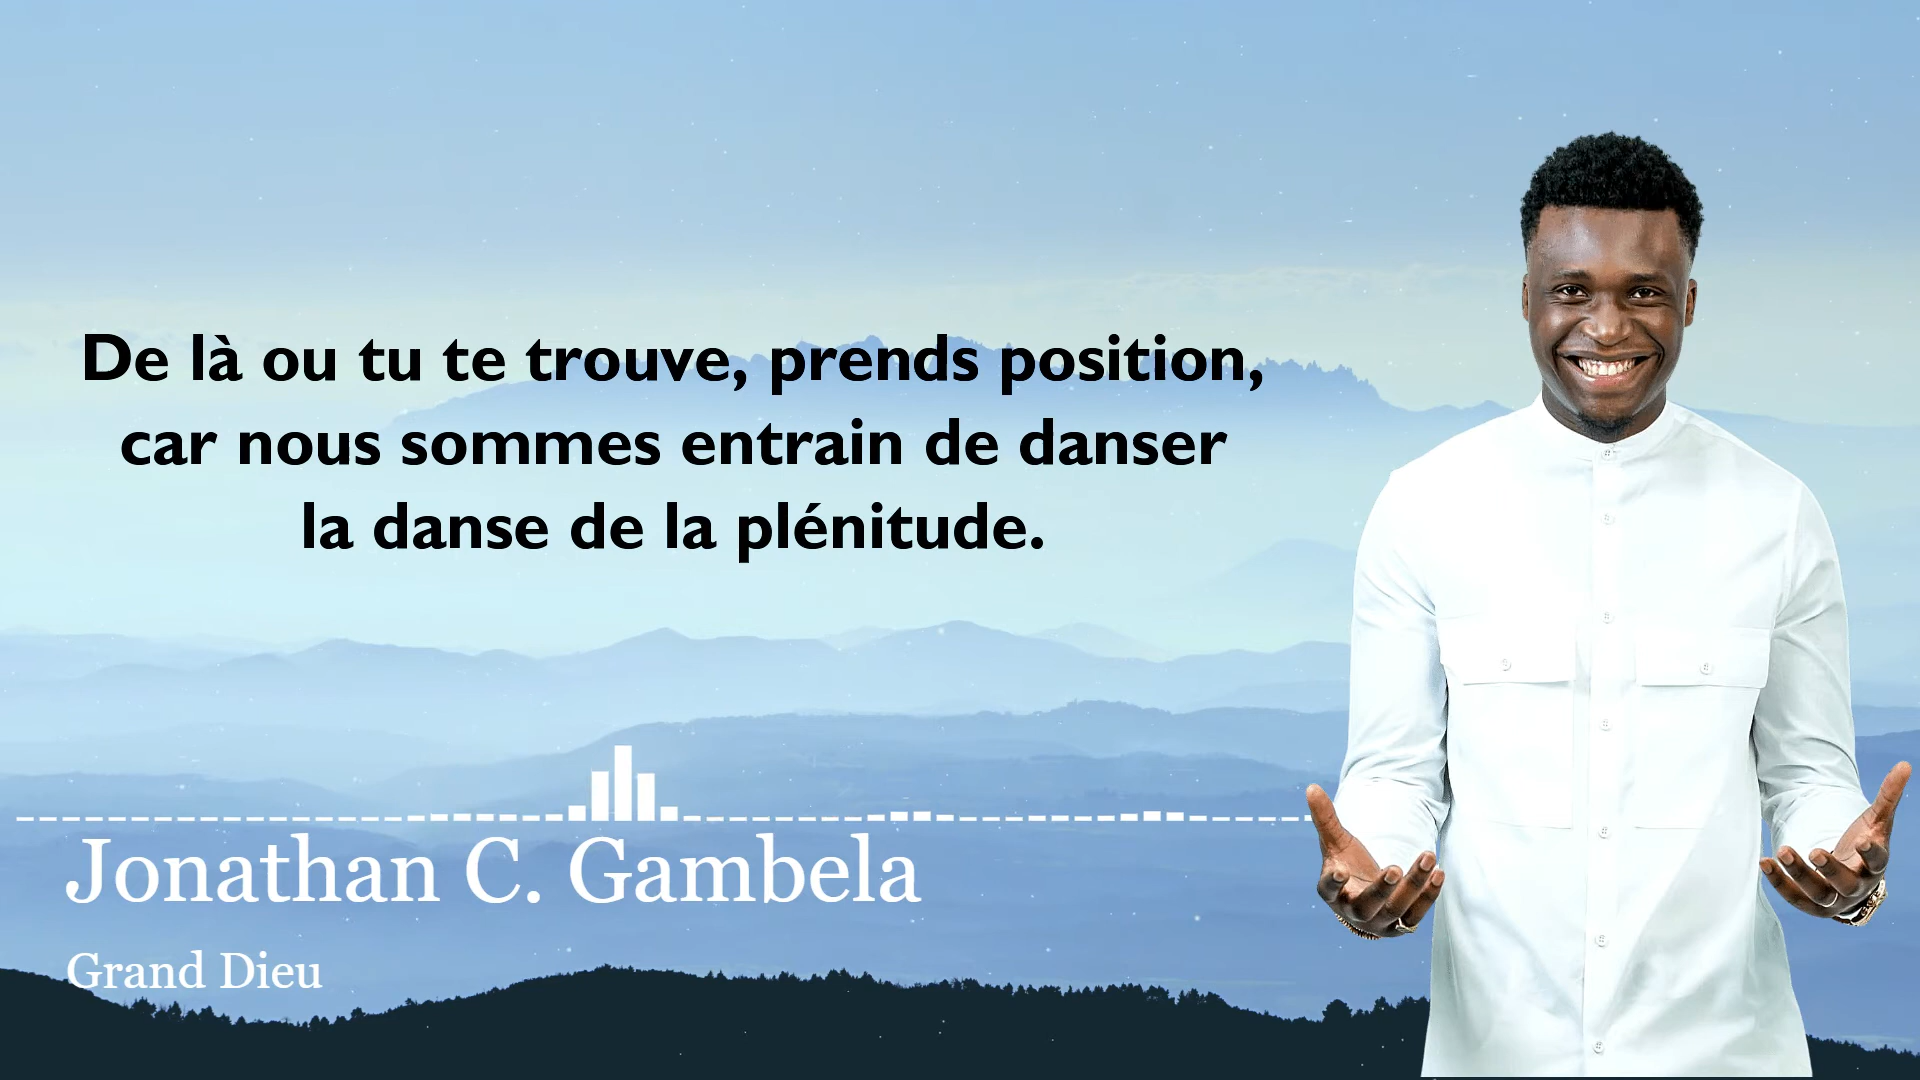 De là ou tu te trouve, prends position,
car nous sommes entrain de danser
la danse de la plénitude.
Jonathan C. Gambela
Grand Dieu